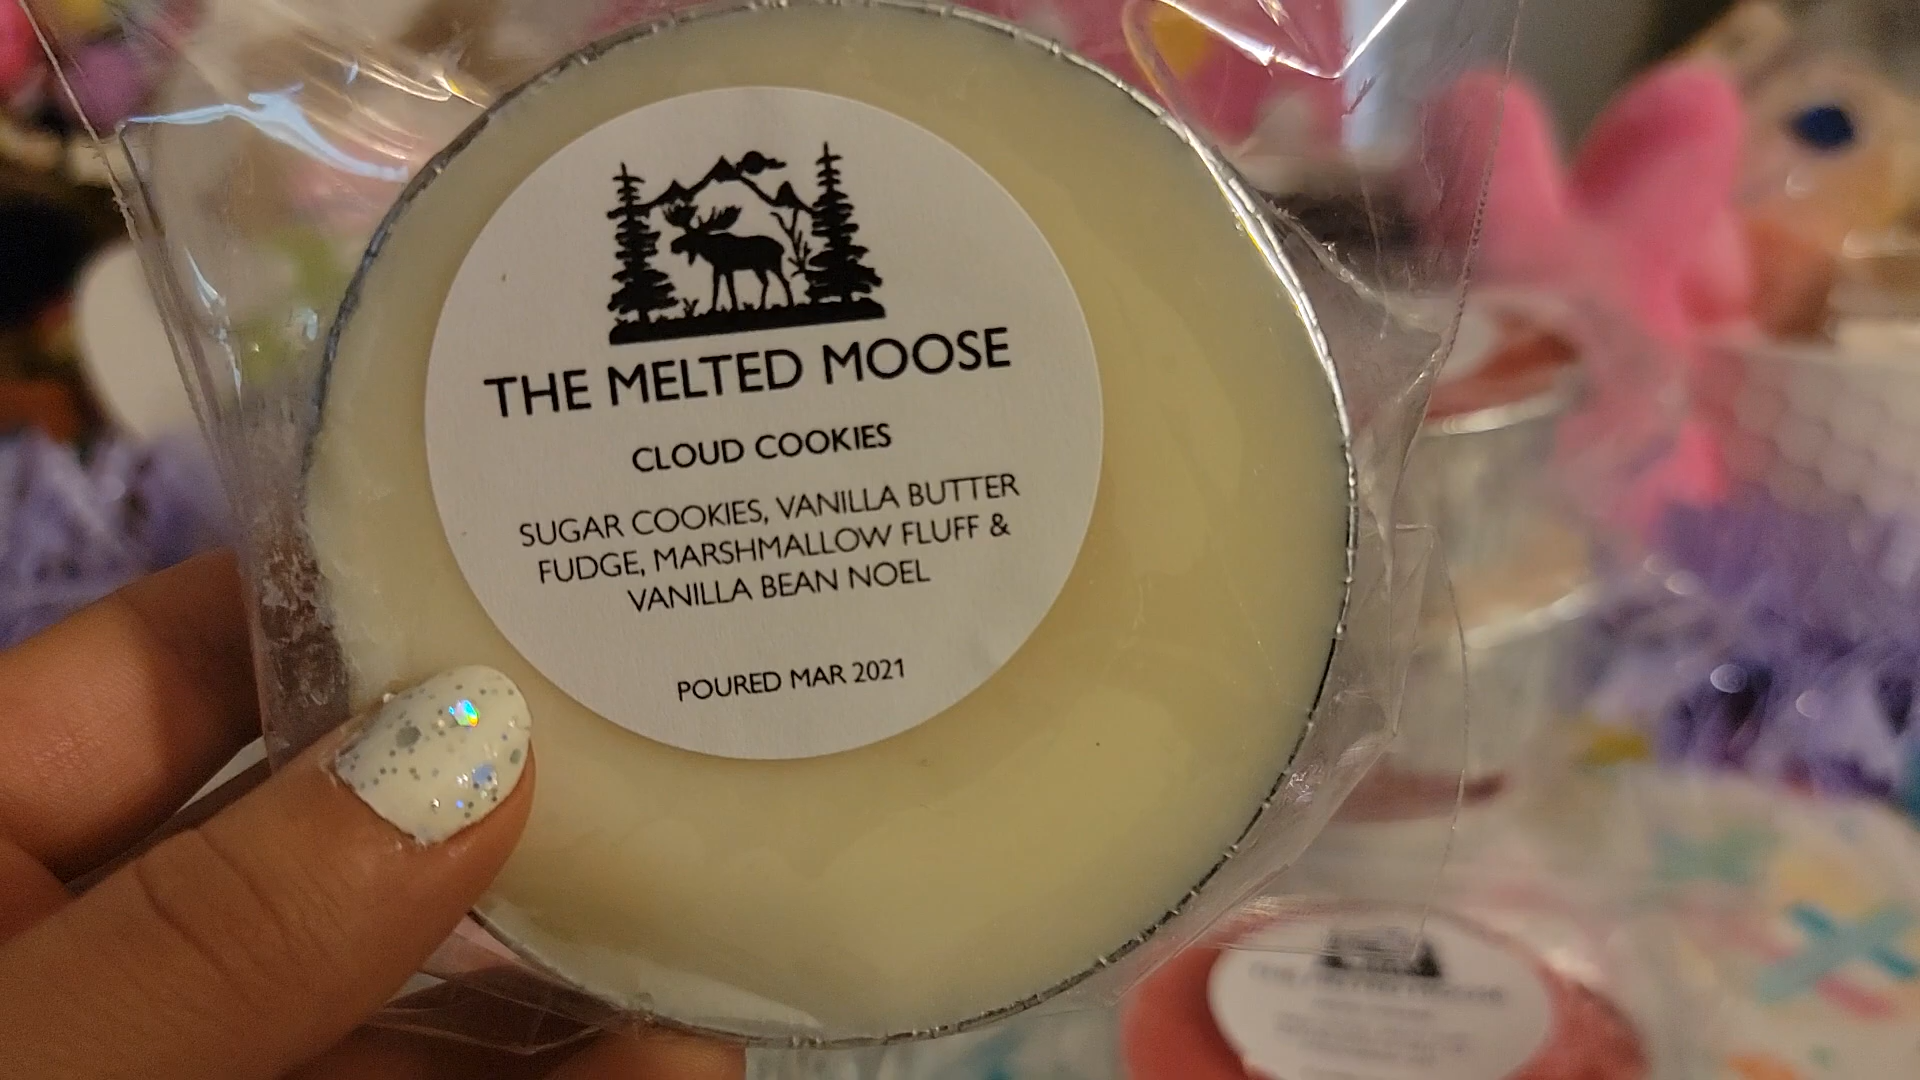 THE MELTED MOOSE
CLOUD COOKIES
SUGAR COOKIES, VANILLA BUTTER
FUDGE, MARSHMALLOW FLUFF &
VANILLA BEAN NOEL
POURED MAR 2021